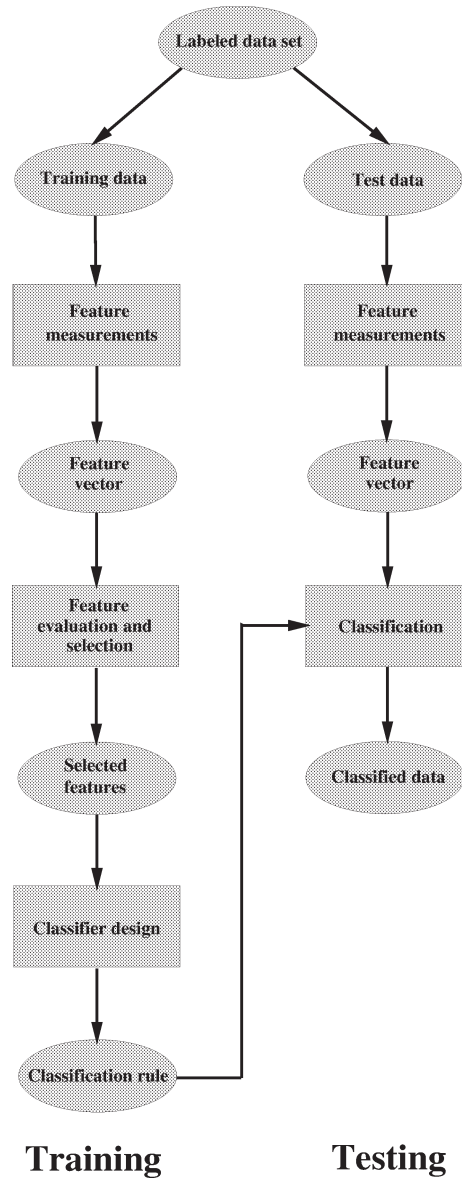 Labeled data set
Training data
Feature
measurements
Feature
vector
Feature
evaluation and
selection
Selected
features
Classifier design
Classification rule
Training
Test data
Feature
measurements
Feature
vector
Classification
Classified data
Testing